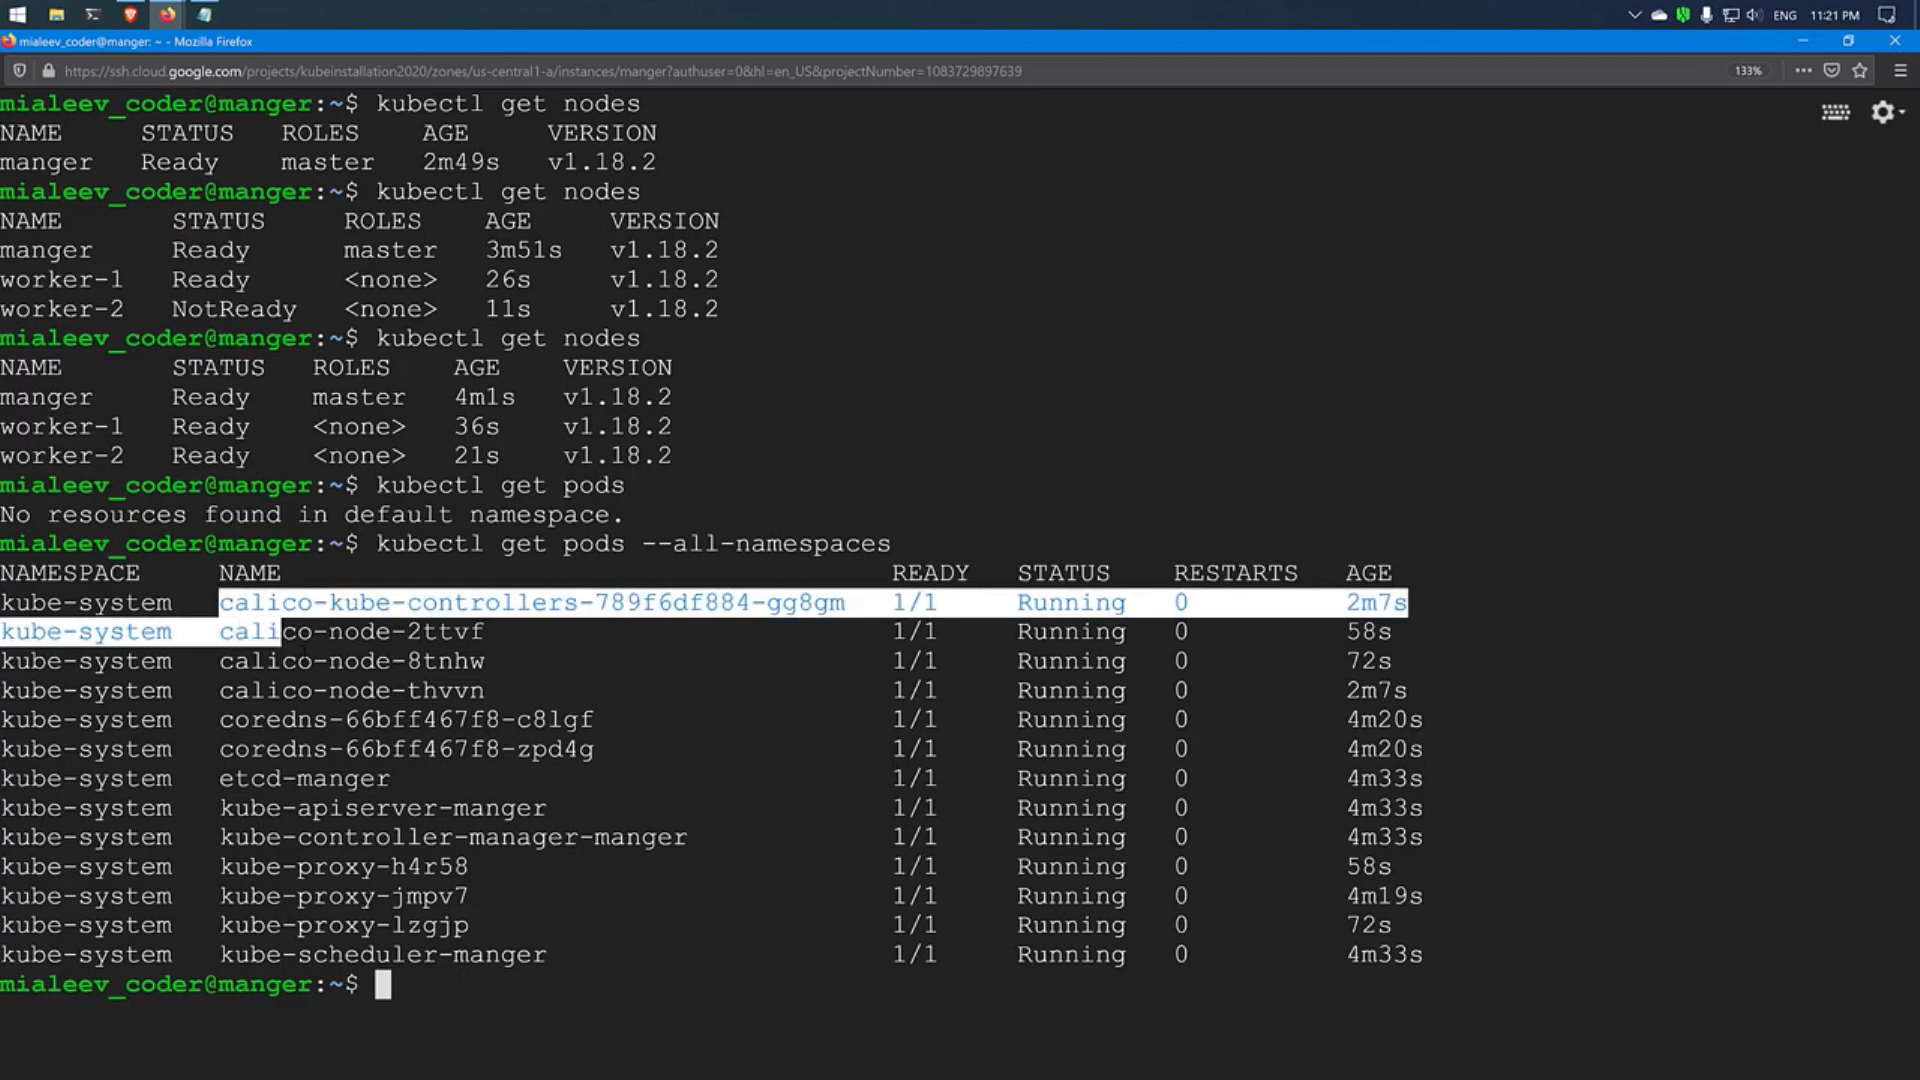 ENG 11:21 PM
mialeev_coder@manger: ~ - Mozilla Firefox
https://ssh.cloud.google.com/projects/kubeinstallation2020/zones/us-central1-a/instances/manger?authuser=0&hl=en_US&projectNumber=1083729897639 133%
mialeev_coder@manger:~$ kubectl get nodes
NAME STATUS ROLES AGE VERSION
manger Ready master 2m49s v1.18.2
mialeev_coder@manger:~$ kubectl get nodes
NAME STATUS ROLES AGE VERSION
manger Ready master 3m51s v1.18.2
worker-1 Ready <none> 26s v1.18.2
worker-2 NotReady <none> 11s v1.18.2
mialeev_coder@manger:~$ kubectl get nodes
NAME STATUS ROLES AGE VERSION
manger Ready master 4m1s v1.18.2
worker-1 Ready <none> 36s v1.18.2
worker-2 Ready <none> 21s v1.18.2
mialeev_coder@manger:~$ kubectl get pods
No resources found in default namespace.
mialeev_coder@manger:~$ kubectl get pods --all-namespaces
NAMESPACE NAME READY STATUS RESTARTS AGE
kube-system calico-kube-controllers-789f6df884-gg8gm 1/1 Running 0 2m7s
kube-system calico-node-2ttvf 1/1 Running 0 58s
kube-system calico-node-8tnhw 1/1 Running 0 72s
kube-system calico-node-thvvn 1/1 Running 0 2m7s
kube-system coredns-66bff467f8-c8lgf 1/1 Running 0 4m20s
kube-system coredns-66bff467f8-zpd4g 1/1 Running 0 4m20s
kube-system etcd-manger 1/1 Running 0 4m33s
kube-system kube-apiserver-manger 1/1 Running 0 4m33s
kube-system kube-controller-manager-manger 1/1 Running 0 4m33s
kube-system kube-proxy-h4r58 1/1 Running 0 58s
kube-system kube-proxy-jmpv7 1/1 Running 0 4m19s
kube-system kube-proxy-lzgjp 1/1 Running 0 72s
kube-system kube-scheduler-manger 1/1 Running 0 4m33s
mialeev_coder@manger:~$